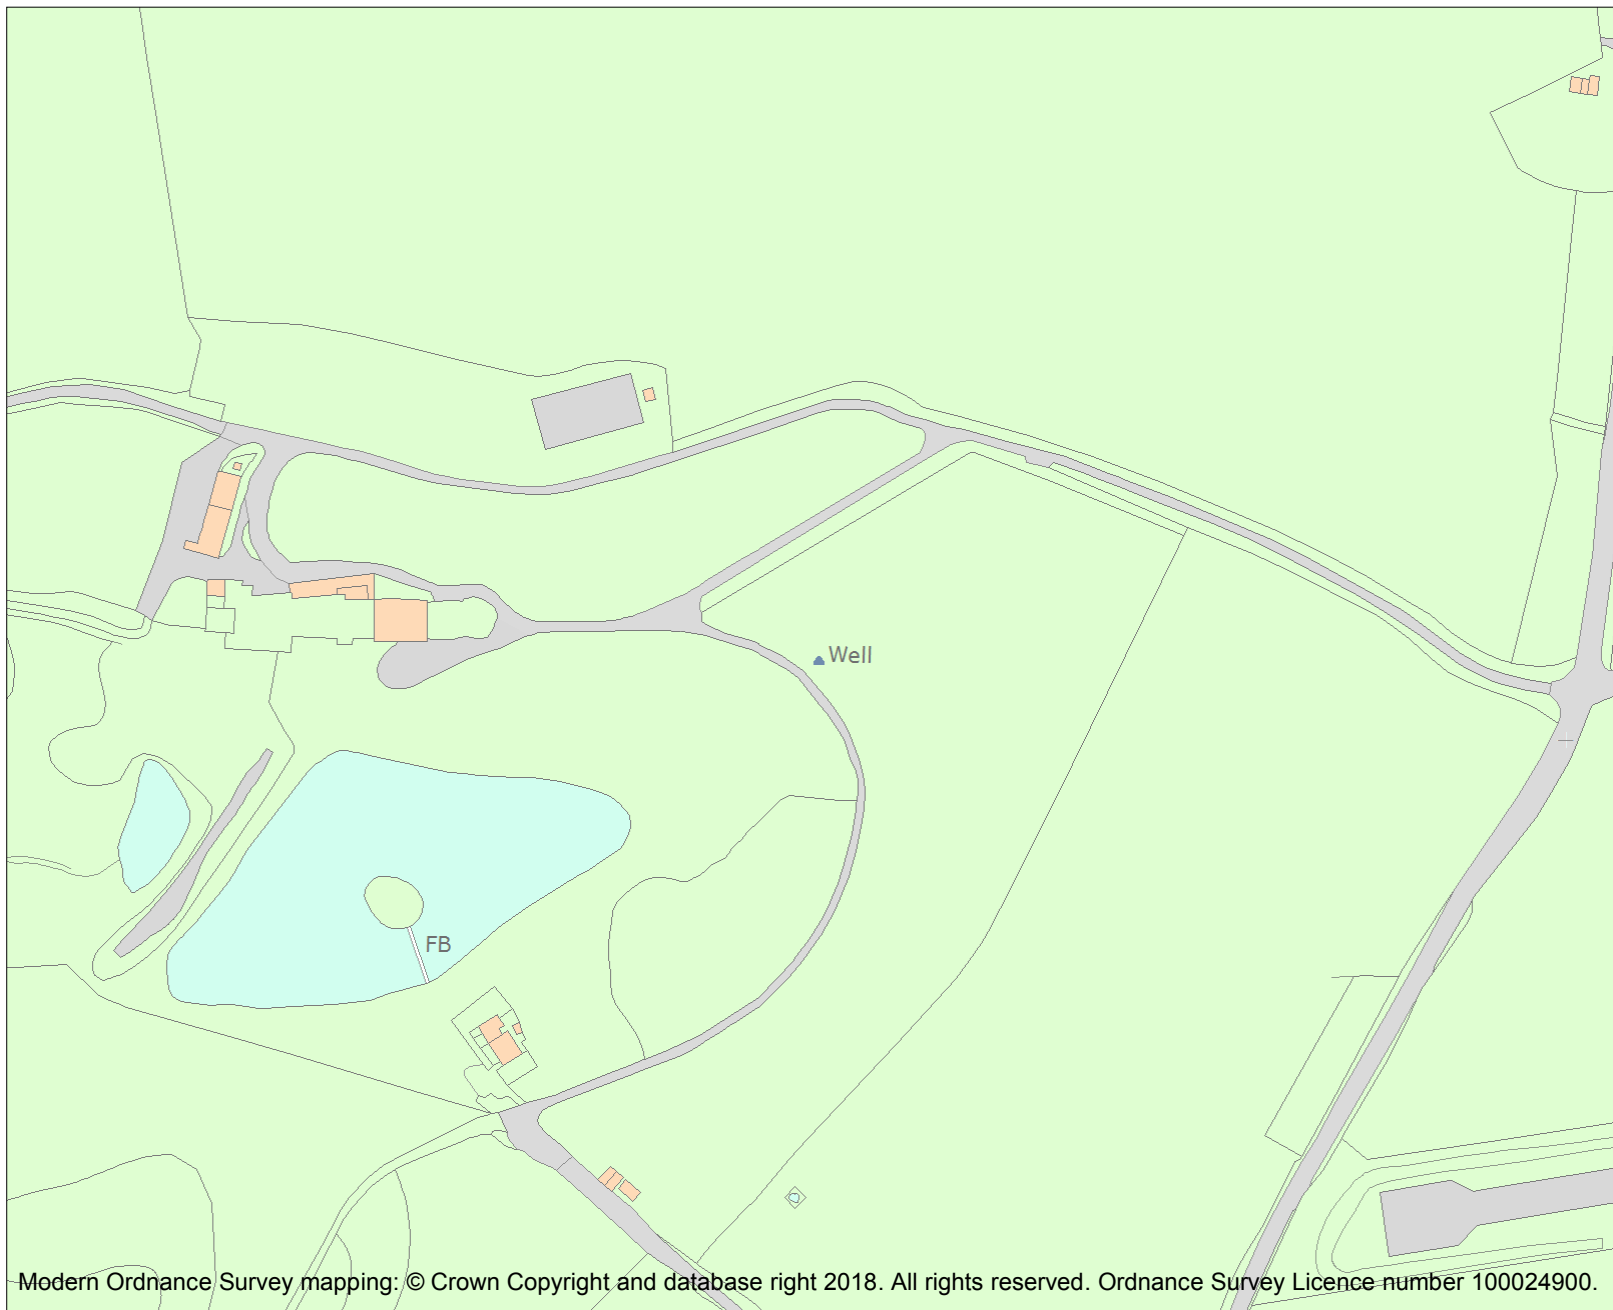 Well
FB
Modern Ordnance Survey mapping: © Crown Copyright and database right 2018. All rights reserved. Ordnance Survey Licence number 100024900.